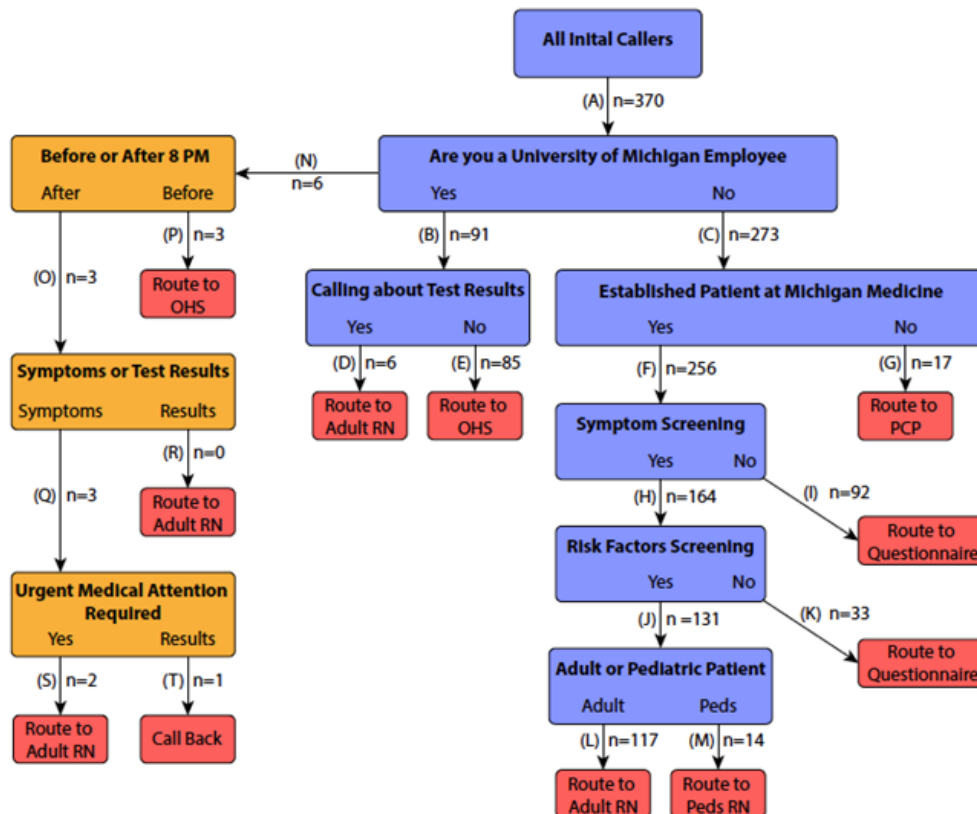 All Inital Callers
(A) n=370
Before or After 8 PM
After Before
(N)
n=6
Are you a University of Michigan Employee
Yes No
(P) n=3
(B) n=91
(C) n=273
(O) n=3
Route to
OHS
Calling about Test Results
Yes No
Established Patient at Michigan Medicine
Yes No
(D) n=6
(E) n=85
(F) n=256
(G) n=17
Symptoms or Test Results
Symptoms Results
Route to
Adult RN
Route to
OHS
Route to
PCP
Symptom Screening
Yes No
(R) n=0
(Q) n=3
Route to
Adult RN
(H) n=164
(I) n=92
Route to
Questionnaire
Risk Factors Screening
Yes No
Urgent Medical Attention
Required
Yes Results
(J) n =131
(K) n=33
Route to
Questionnaire
(S) n=2
(T) n=1
Adult or Pediatric Patient
Adult Peds
Route to
Adult RN
Call Back
(L) n=117
(M) n=14
Route to
Adult RN
Route to
Peds RN